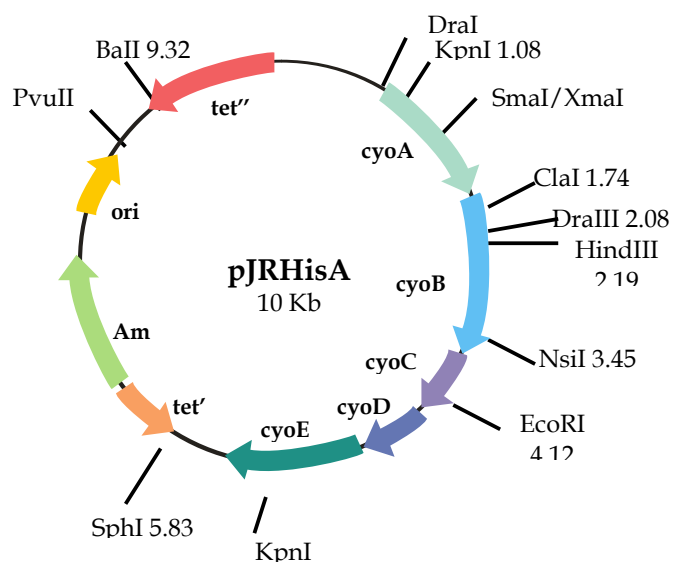 DraI
BaII 9.32
KpnI 1.08
PvuII
tet''
SmaI/XmaI
cyoA
ClaI 1.74
ori
DraIII 2.08
pJRHisA
HindIII
10 Kb
cyoB
2.19
Am
NsiI 3.45
cyoC
tet'
cyoD
EcoRI
cyoE
4.12
SphI 5.83
KpnI